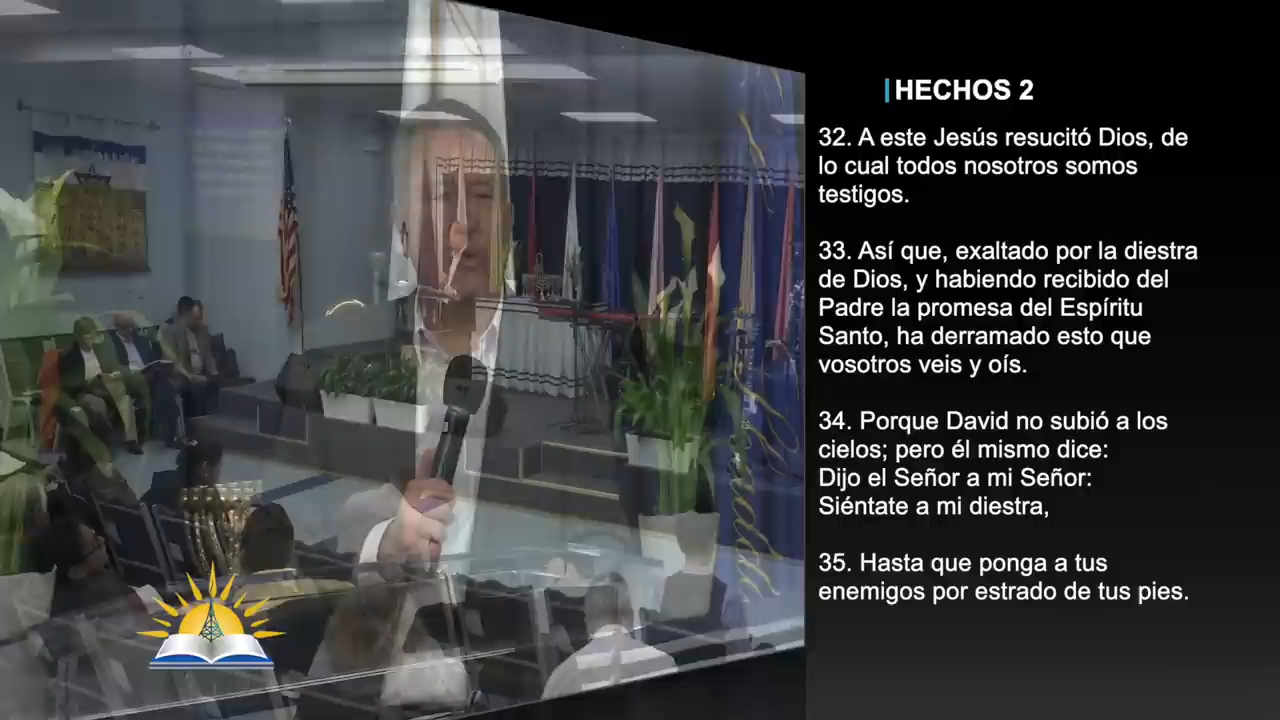 HECHOS 2
32. A este Jesús resucitó Dios, de
lo cual todos nosotros somos
testigos.
33. Así que, exaltado por la diestra
de Dios, y habiendo recibido del
Padre la promesa del Espíritu
Santo, ha derramado esto que
vosotros veis y oís.
34. Porque David no subió a los
cielos; pero él mismo dice:
Dijo el Señor a mi Señor:
Siéntate a mi diestra,
35. Hasta que ponga a tus
enemigos por estrado de tus pies.